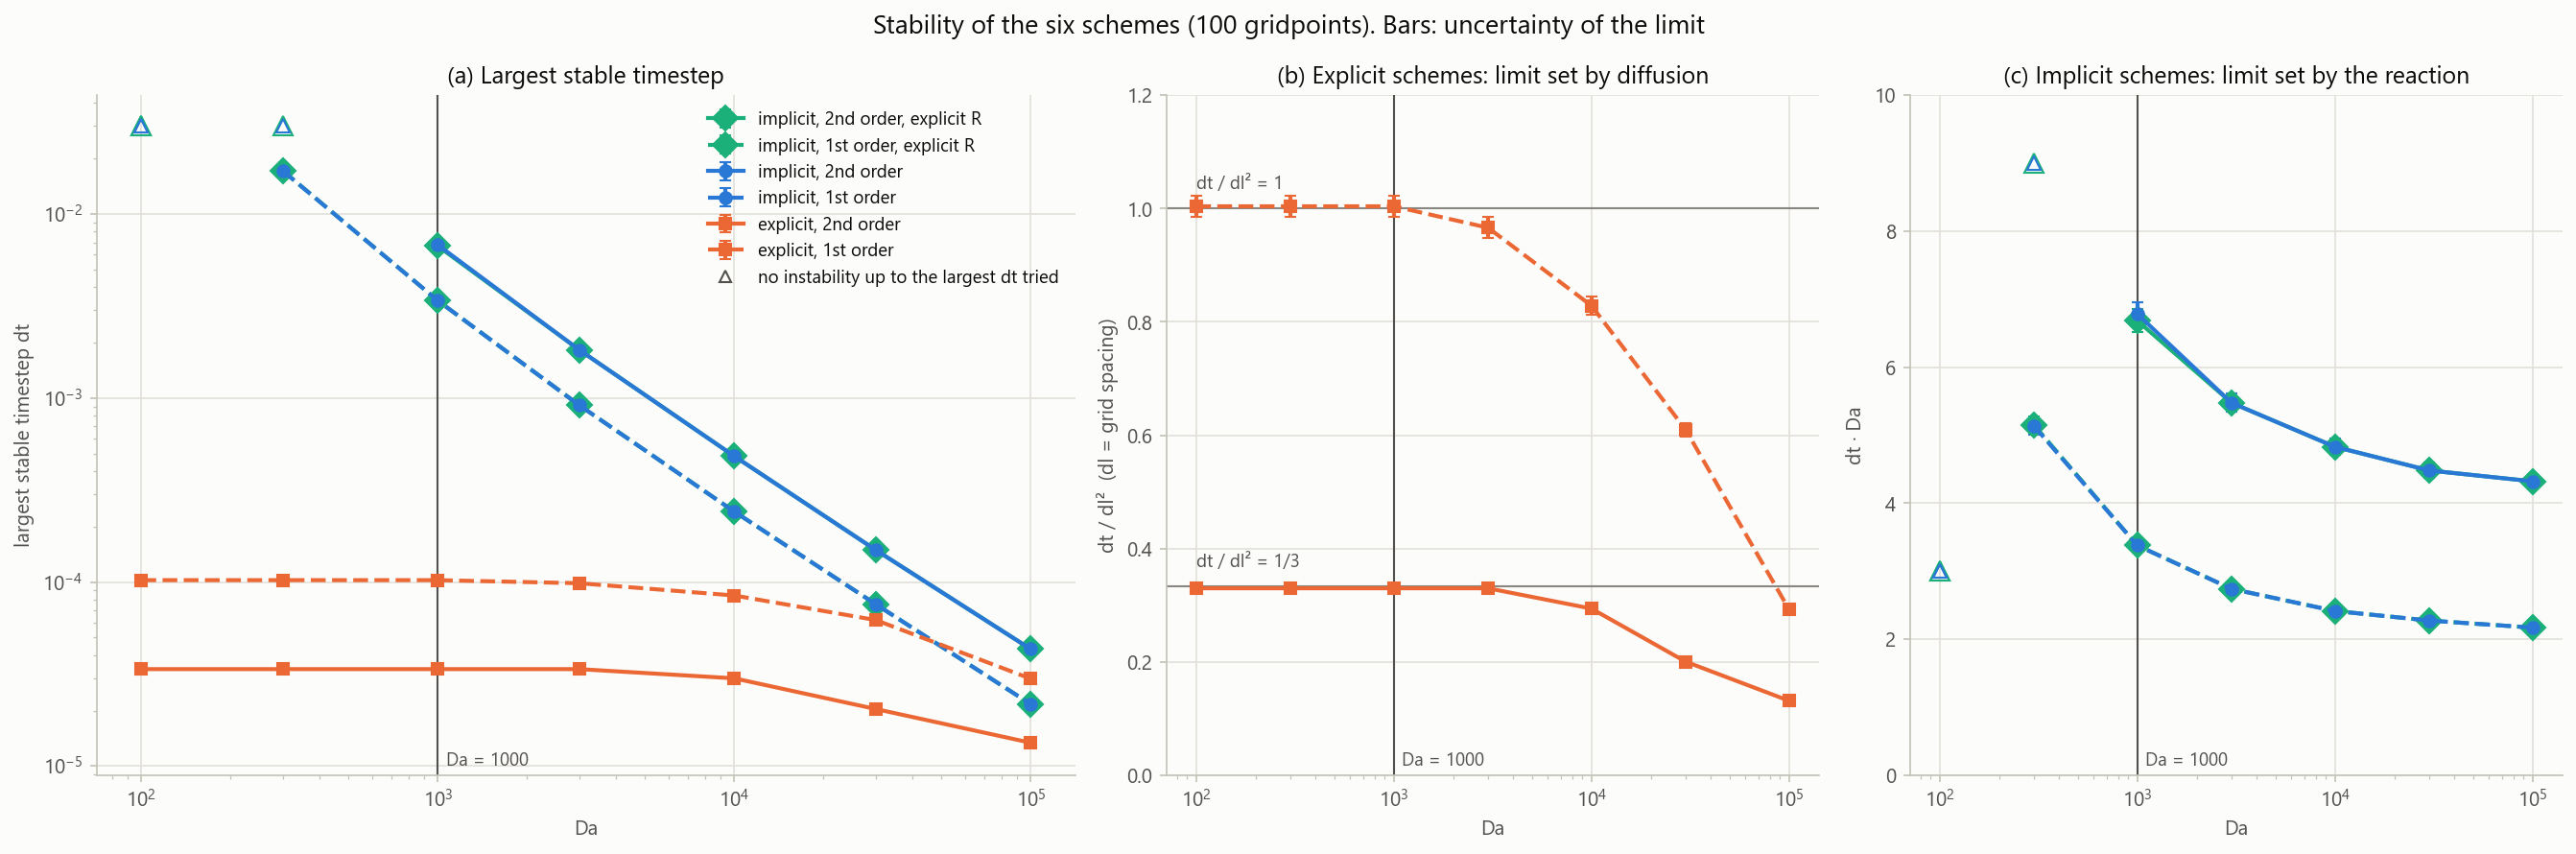 Stability of the six schemes (100 gridpoints). Bars: uncertainty of the limit
(a) Largest stable timestep
implicit, 2nd order, explicit R
implicit, 1st order, explicit R
implicit, 2nd order
implicit, 1st order
explicit, 2nd order
explicit, 1st order
no instability up to the largest dt tried
largest stable timestep dt
10⁻²
10⁻³
10⁻⁴
10⁻⁵
Da = 1000
10² 10³ 10⁴ 10⁵
Da
(b) Explicit schemes: limit set by diffusion
dt / dl² (dl = grid spacing)
1.2
1.0
0.8
0.6
0.4
0.2
0.0
dt / dl² = 1
dt / dl² = 1/3
Da = 1000
10² 10³ 10⁴ 10⁵
Da
(c) Implicit schemes: limit set by the reaction
dt · Da
10
8
6
4
2
0
Da = 1000
10² 10³ 10⁴ 10⁵
Da